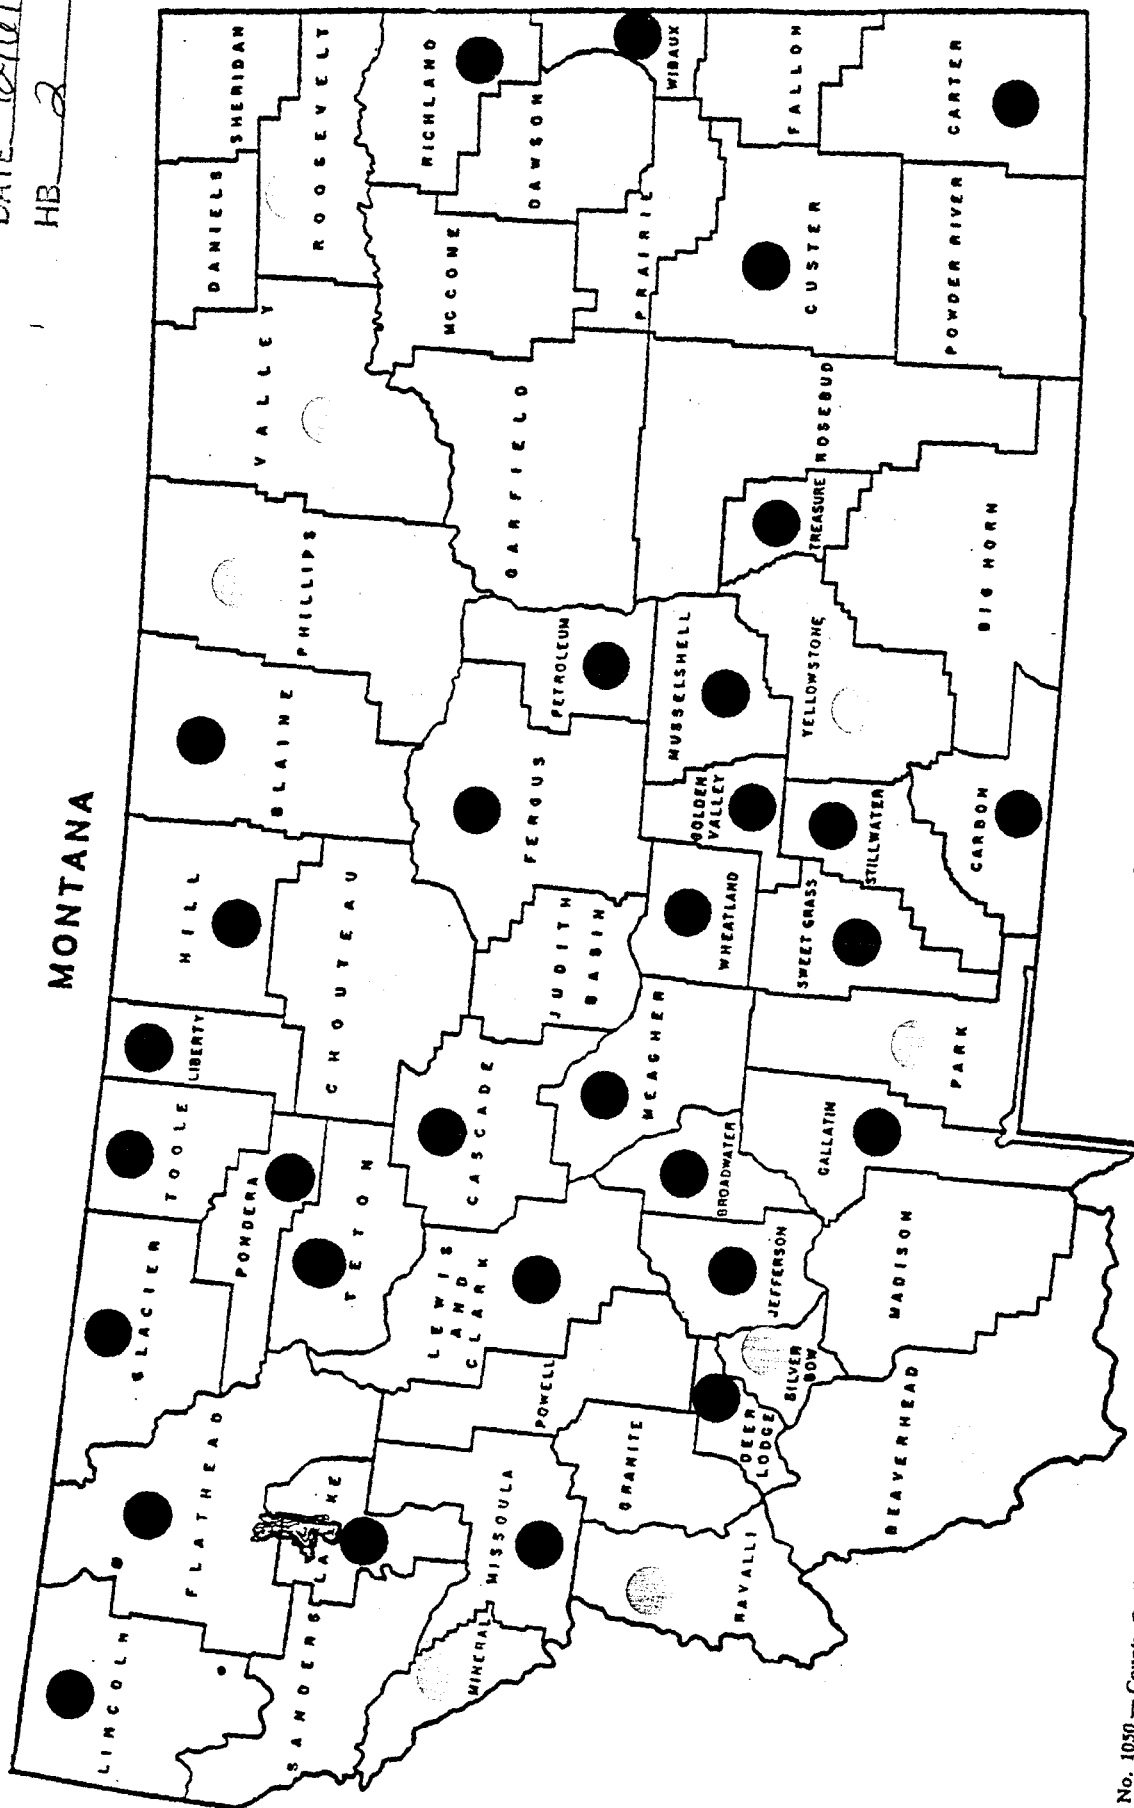 HB 2
MONTANA
LINCOLN
FLATHEAD
GLACIER
TOOLE
LIBERTY
HILL
BLAINE
PHILLIPS
VALLEY
DANIELS
SHERIDAN
ROOSEVELT
SANDERS
LAKE
PONDERA
TETON
CHOUTEAU
RICHLAND
MCCONE
DAWSON
GARFIELD
MINERAL
MISSOULA
POWELL
LEWIS
AND
CLARK
CASCADE
JUDITH
BASIN
FERGUS
PETROLEUM
PRAIRIE
WIBAUX
RAVALLI
GRANITE
DEER
LODGE
SILVER
BOW
JEFFERSON
BROADWATER
MEAGHER
WHEATLAND
GOLDEN
VALLEY
MUSSELSHELL
TREASURE
ROSEBUD
CUSTER
FALLON
BEAVERHEAD
MADISON
GALLATIN
PARK
SWEET GRASS
STILLWATER
YELLOWSTONE
CARBON
BIG HORN
POWDER RIVER
CARTER
No. 1050